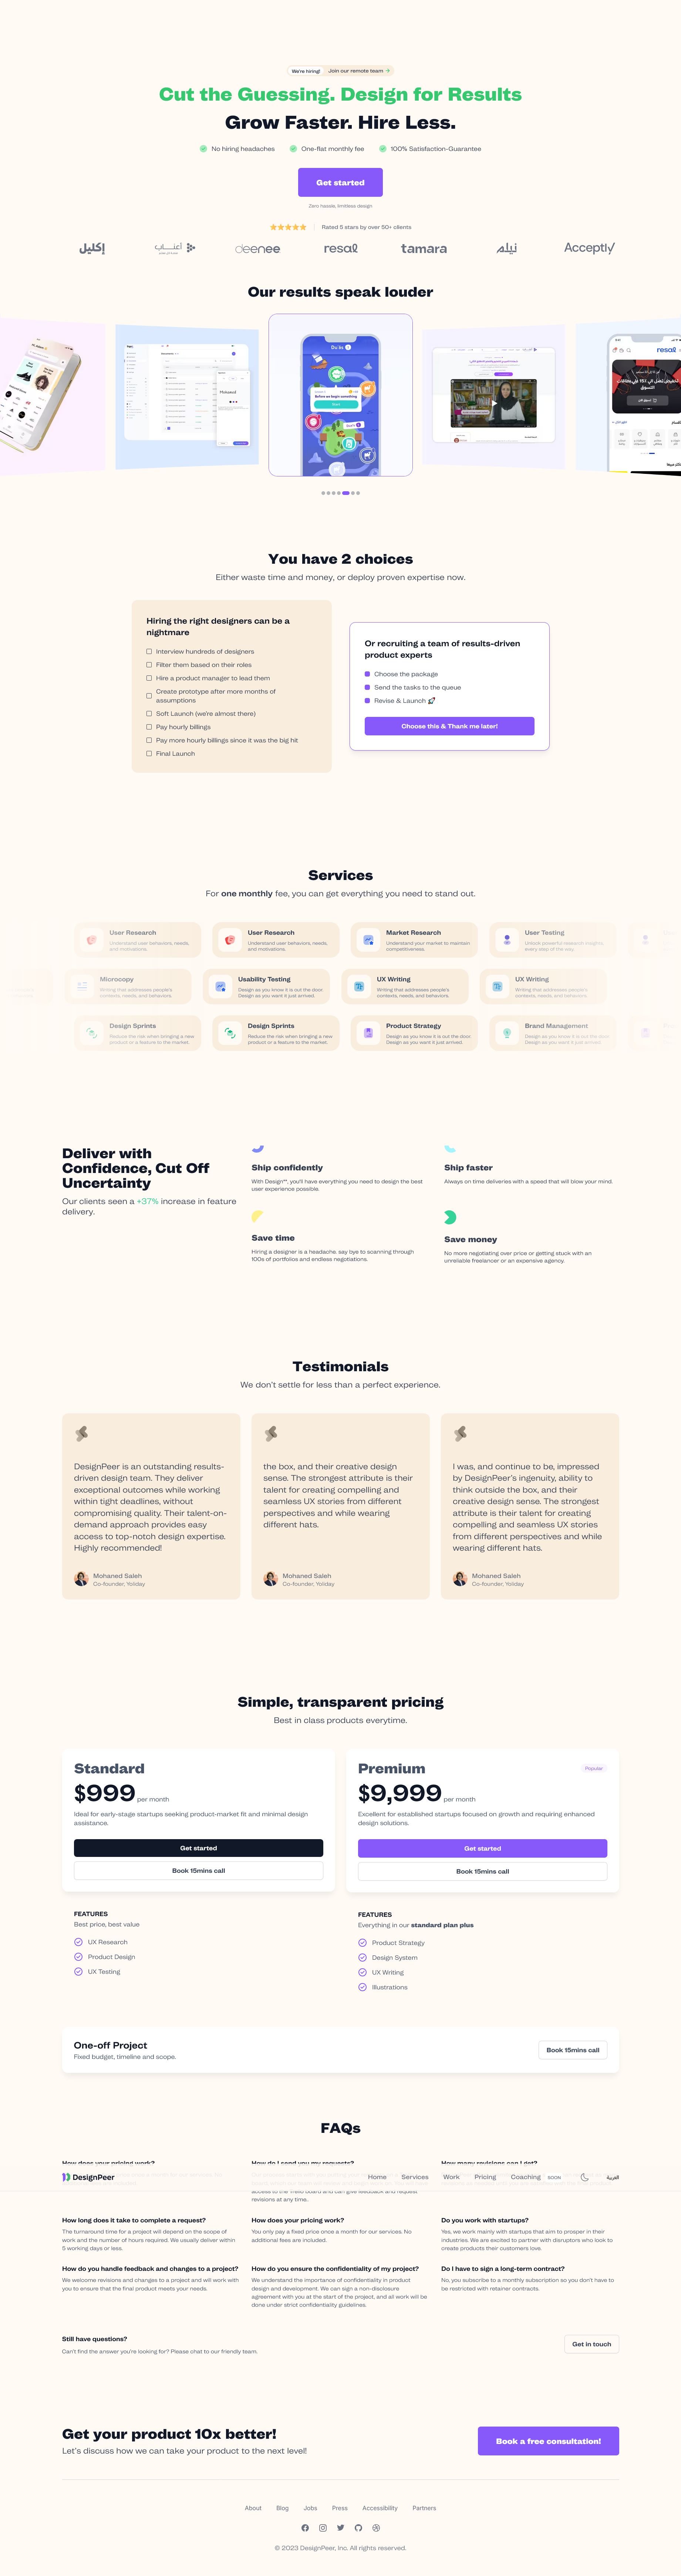 We're hiring! Join our remote team →
Cut the Guessing. Design for Results
Grow Faster. Hire Less.
No hiring headaches
One-flat monthly fee
100% Satisfaction-Guarantee
Get started
Zero hassle, limitless design
Rated 5 stars by over 50+ clients
إكليل
أعناب
deenee
resal
tamara
نيلم
Acceptly
Our results speak louder
Before we begin something
Mohamed
resal
You have 2 choices
Either waste time and money, or deploy proven expertise now.
Hiring the right designers can be a
nightmare
Interview hundreds of designers
Filter them based on their roles
Hire a product manager to lead them
Create prototype after more months of
assumptions
Soft Launch (we're almost there)
Pay hourly billings
Pay more hourly billings since it was the big hit
Final Launch
Or recruiting a team of results-driven
product experts
Choose the package
Send the tasks to the queue
Revise & Launch 🚀
Choose this & Thank me later!
Services
For one monthly fee, you can get everything you need to stand out.
User Research
Understand user behaviors, needs,
and motivations.
User Research
Understand user behaviors, needs,
and motivations.
Market Research
Understand your market to maintain
competitiveness.
User Testing
Unlock powerful research insights,
every step of the way.
Microcopy
Writing that addresses people's
contexts, needs, and behaviors.
Usability Testing
Design as you know it is out the door.
Design as you want it just arrived.
UX Writing
Writing that addresses people's
contexts, needs, and behaviors.
UX Writing
Writing that addresses people's
contexts, needs, and behaviors.
Design Sprints
Reduce the risk when bringing a new
product or a feature to the market.
Design Sprints
Reduce the risk when bringing a new
product or a feature to the market.
Product Strategy
Design as you know it is out the door.
Design as you want it just arrived.
Brand Management
Design as you know it is out the door.
Design as you want it just arrived.
Deliver with
Confidence, Cut Off
Uncertainty
Our clients seen a +37% increase in feature
delivery.
Ship confidently
With Design™, you'll have everything you need to design the best
user experience possible.
Ship faster
Always on time deliveries with a speed that will blow your mind.
Save time
Hiring a designer is a headache, say bye to scanning through
100s of portfolios and endless negotiations.
Save money
No more negotiating over price or getting stuck with an
unreliable freelancer or an expensive agency.
Testimonials
We don't settle for less than a perfect experience.
DesignPeer is an outstanding results-
driven design team. They deliver
exceptional outcomes while working
within tight deadlines, without
compromising quality. Their talent-on-
demand approach provides easy
access to top-notch design expertise.
Highly recommended!
Mohaned Saleh
Co-founder, Yoliday
the box, and their creative design
sense. The strongest attribute is their
talent for creating compelling and
seamless UX stories from different
perspectives and while wearing
different hats.
Mohaned Saleh
Co-founder, Yoliday
I was, and continue to be, impressed
by DesignPeer's ingenuity, ability to
think outside the box, and their
creative design sense. The strongest
attribute is their talent for creating
compelling and seamless UX stories
from different perspectives and while
wearing different hats.
Mohaned Saleh
Co-founder, Yoliday
Simple, transparent pricing
Best in class products everytime.
Standard
$999 per month
Ideal for early-stage startups seeking product-market fit and minimal design
assistance.
Get started
Book 15mins call
FEATURES
Best price, best value
UX Research
Product Design
UX Testing
Premium
Popular
$9,999 per month
Excellent for established startups focused on growth and requiring enhanced
design solutions.
Get started
Book 15mins call
FEATURES
Everything in our standard plan plus
Product Strategy
Design System
UX Writing
Illustrations
One-off Project
Fixed budget, timeline and scope.
Book 15mins call
FAQs
How does your pricing work?
How do I send you my requests?
How many revisions can I get?
DesignPeer
Home
Services
Work
Pricing
Coaching
SOON
العربية
access to the Trello board and can give feedback and request
revisions at any time.
How long does it take to complete a request?
The turnaround time for a project will depend on the scope of
work and the number of hours required. We usually deliver within
5 working days or less.
How does your pricing work?
You only pay a fixed price once a month for our services. No
additional fees are included.
Do you work with startups?
Yes, we work mainly with startups that aim to prosper in their
industries. We are excited to partner with disruptors who look to
create products their customers love.
How do you handle feedback and changes to a project?
We welcome revisions and changes to a project and will work with
you to ensure that the final product meets your needs.
How do you ensure the confidentiality of my project?
We understand the importance of confidentiality in product
design and development. We can sign a non-disclosure
agreement with you at the start of the project, and all work will be
done under strict confidentiality guidelines.
Do I have to sign a long-term contract?
No, you subscribe to a monthly subscription so you don't have to
be restricted with retainer contracts.
Still have questions?
Can't find the answer you're looking for? Please chat to our friendly team.
Get in touch
Get your product 10x better!
Let's discuss how we can take your product to the next level!
Book a free consultation!
About
Blog
Jobs
Press
Accessibility
Partners
© 2023 DesignPeer, Inc. All rights reserved.